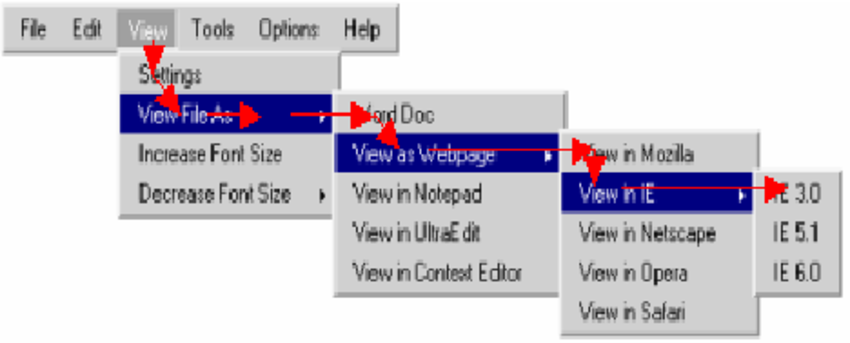 File Edit View Tools Options Help
Settings
View File As
Increase Font Size
Decrease Font Size
Word Doc
View as Webpage
View in Notepad
View in UltraEdit
View in Context Editor
View in Mozilla
View in IE
View in Netscape
View in Opera
View in Safari
IE 3.0
IE 5.1
IE 6.0